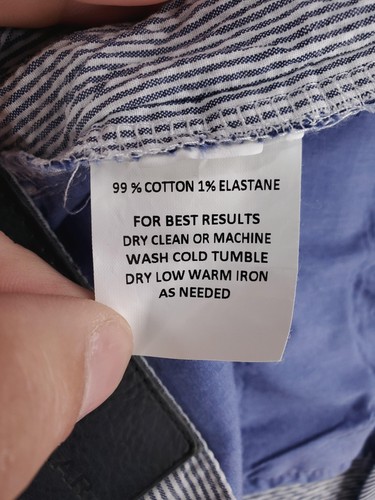 99 % COTTON 1% ELASTANE
FOR BEST RESULTS
DRY CLEAN OR MACHINE
WASH COLD TUMBLE
DRY LOW WARM IRON
AS NEEDED